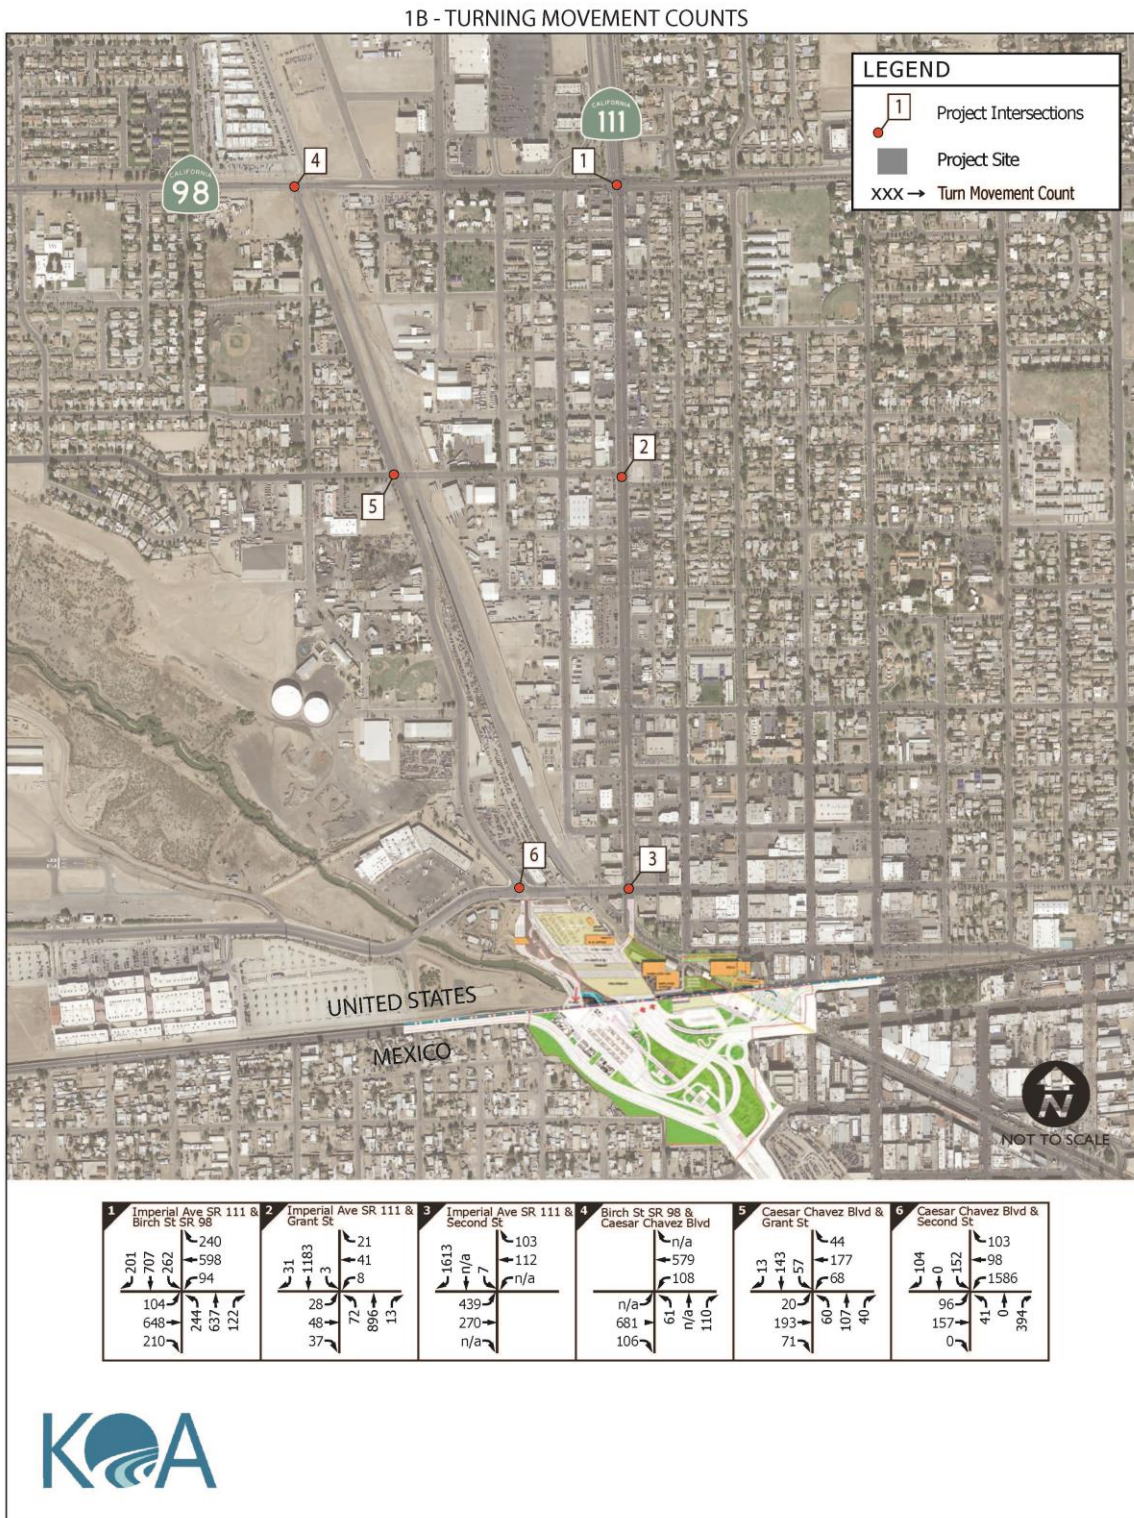 1B - TURNING MOVEMENT COUNTS
LEGEND
1 Project Intersections
Project Site
XXX → Turn Movement Count
CALIFORNIA
111
CALIFORNIA
98
4
1
2
5
6
3
UNITED STATES
MEXICO
N
NOT TO SCALE
1 Imperial Ave SR 111 &
Birch St SR 98
201 707 262
240
598
94
104
648
210
244 637 122
2 Imperial Ave SR 111 &
Grant St
31 1183 3
21
41
8
28
48
37
72 896 13
3 Imperial Ave SR 111 &
Second St
1613 n/a 7
103
112
n/a
439
270
n/a
4 Birch St SR 98 &
Caesar Chavez Blvd
n/a
579
108
n/a
681
106
61 n/a 110
5 Caesar Chavez Blvd &
Grant St
13 143 57
44
177
68
20
193
71
60 107 40
6 Caesar Chavez Blvd &
Second St
104 0 152
103
98
1586
96
157
0
41 0 394
KOA